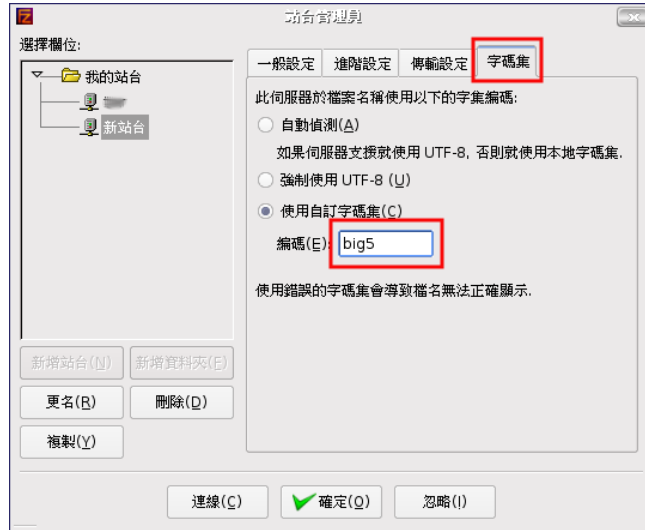 站台管理員
選擇欄位:
我的站台
新站台
新增站台(N)
新增資料夾(F)
更名(R)
刪除(D)
複製(Y)
一般設定
進階設定
傳輸設定
字碼集
此伺服器於檔案名稱使用以下的字集編碼:
自動偵測(A)
如果伺服器支援就使用 UTF-8, 否則就使用本地字碼集.
強制使用 UTF-8 (U)
使用自訂字碼集(C)
編碼(E): big5
使用錯誤的字碼集會導致檔名無法正確顯示.
連線(C)
確定(O)
忽略(I)